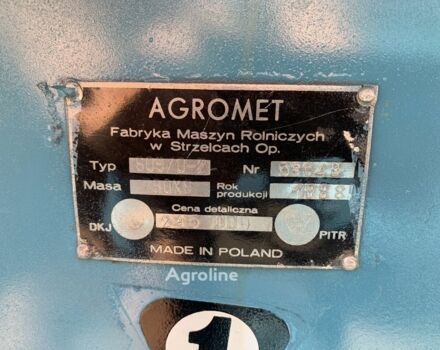 AGROMET
Fabryka Maszyn Rolniczych
w Strzelcach Op.
Typ Nr
Masa Rok produkcji 1988
Cena detaliczna
DKJ PITR
MADE IN POLAND
Agroline
1